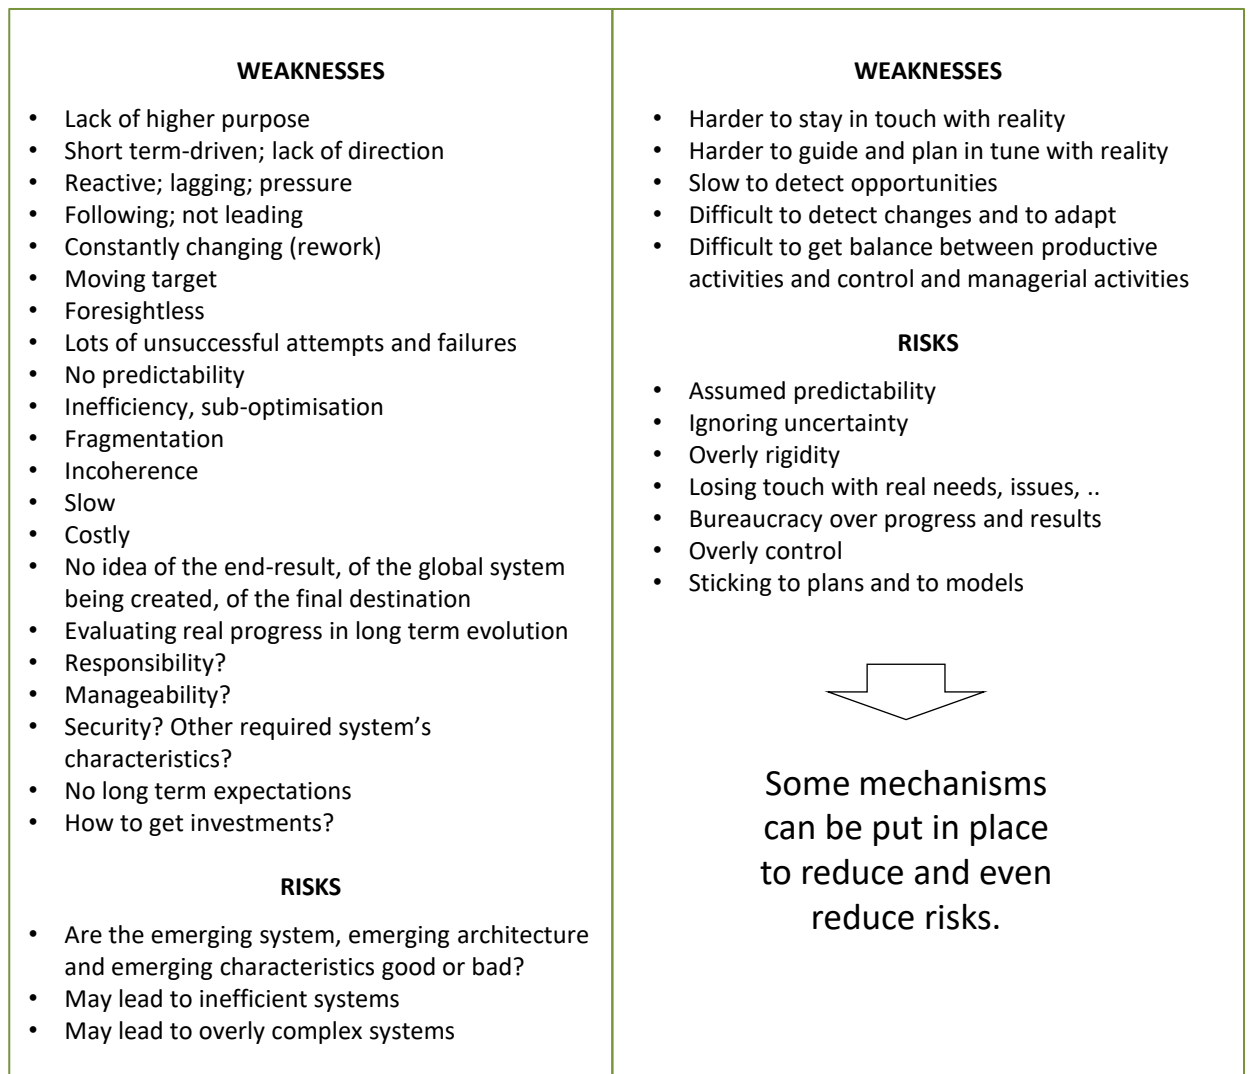 WEAKNESSES
• Lack of higher purpose
• Short term-driven; lack of direction
• Reactive; lagging; pressure
• Following; not leading
• Constantly changing (rework)
• Moving target
• Foresightless
• Lots of unsuccessful attempts and failures
• No predictability
• Inefficiency, sub-optimisation
• Fragmentation
• Incoherence
• Slow
• Costly
• No idea of the end-result, of the global system
being created, of the final destination
• Evaluating real progress in long term evolution
• Responsibility?
• Manageability?
• Security? Other required system’s
characteristics?
• No long term expectations
• How to get investments?
RISKS
• Are the emerging system, emerging architecture
and emerging characteristics good or bad?
• May lead to inefficient systems
• May lead to overly complex systems
WEAKNESSES
• Harder to stay in touch with reality
• Harder to guide and plan in tune with reality
• Slow to detect opportunities
• Difficult to detect changes and to adapt
• Difficult to get balance between productive
activities and control and managerial activities
RISKS
• Assumed predictability
• Ignoring uncertainty
• Overly rigidity
• Losing touch with real needs, issues, ..
• Bureaucracy over progress and results
• Overly control
• Sticking to plans and to models
Some mechanisms
can be put in place
to reduce and even
reduce risks.